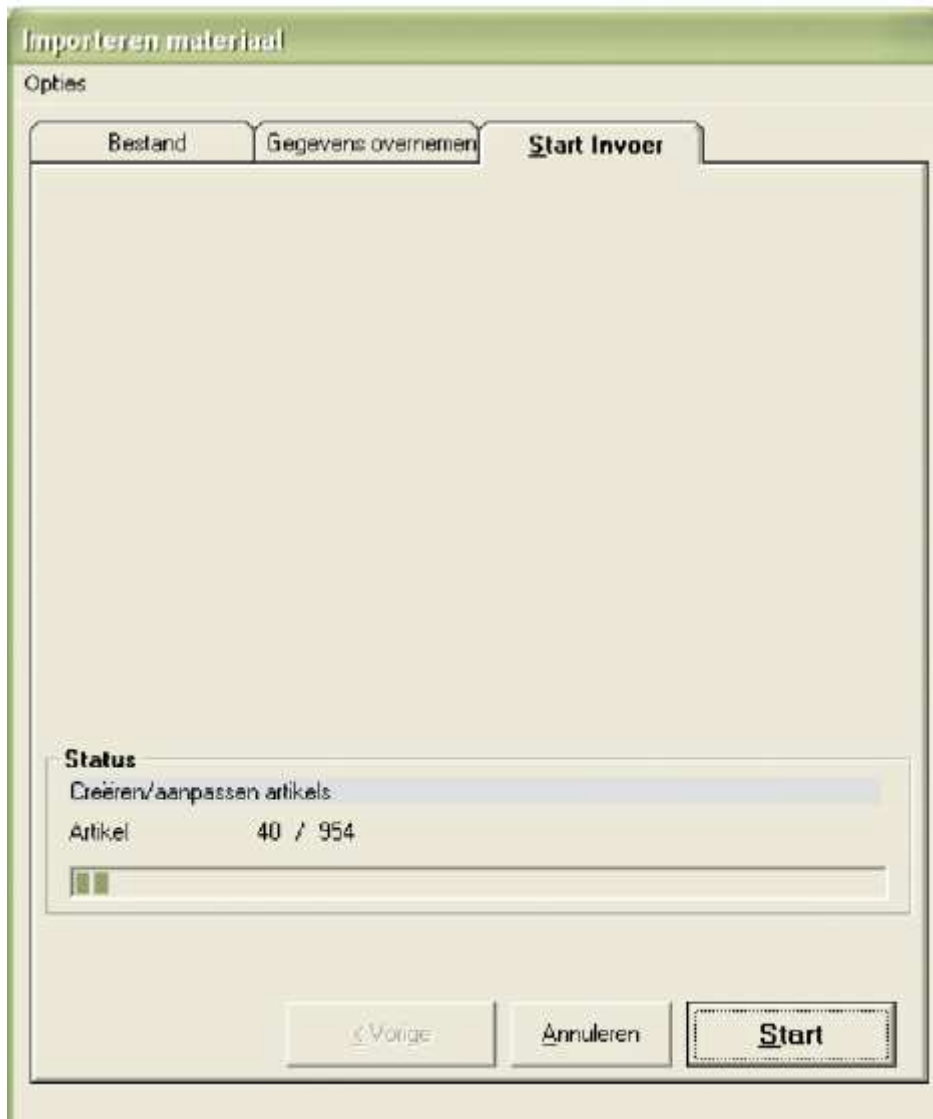 Importeren materiaal
Opties
Bestand Gegevens overnemen Start Invoer
Status
Creëren/aanpassen artikels
Artikel 40 / 954
< Vorige Annuleren Start